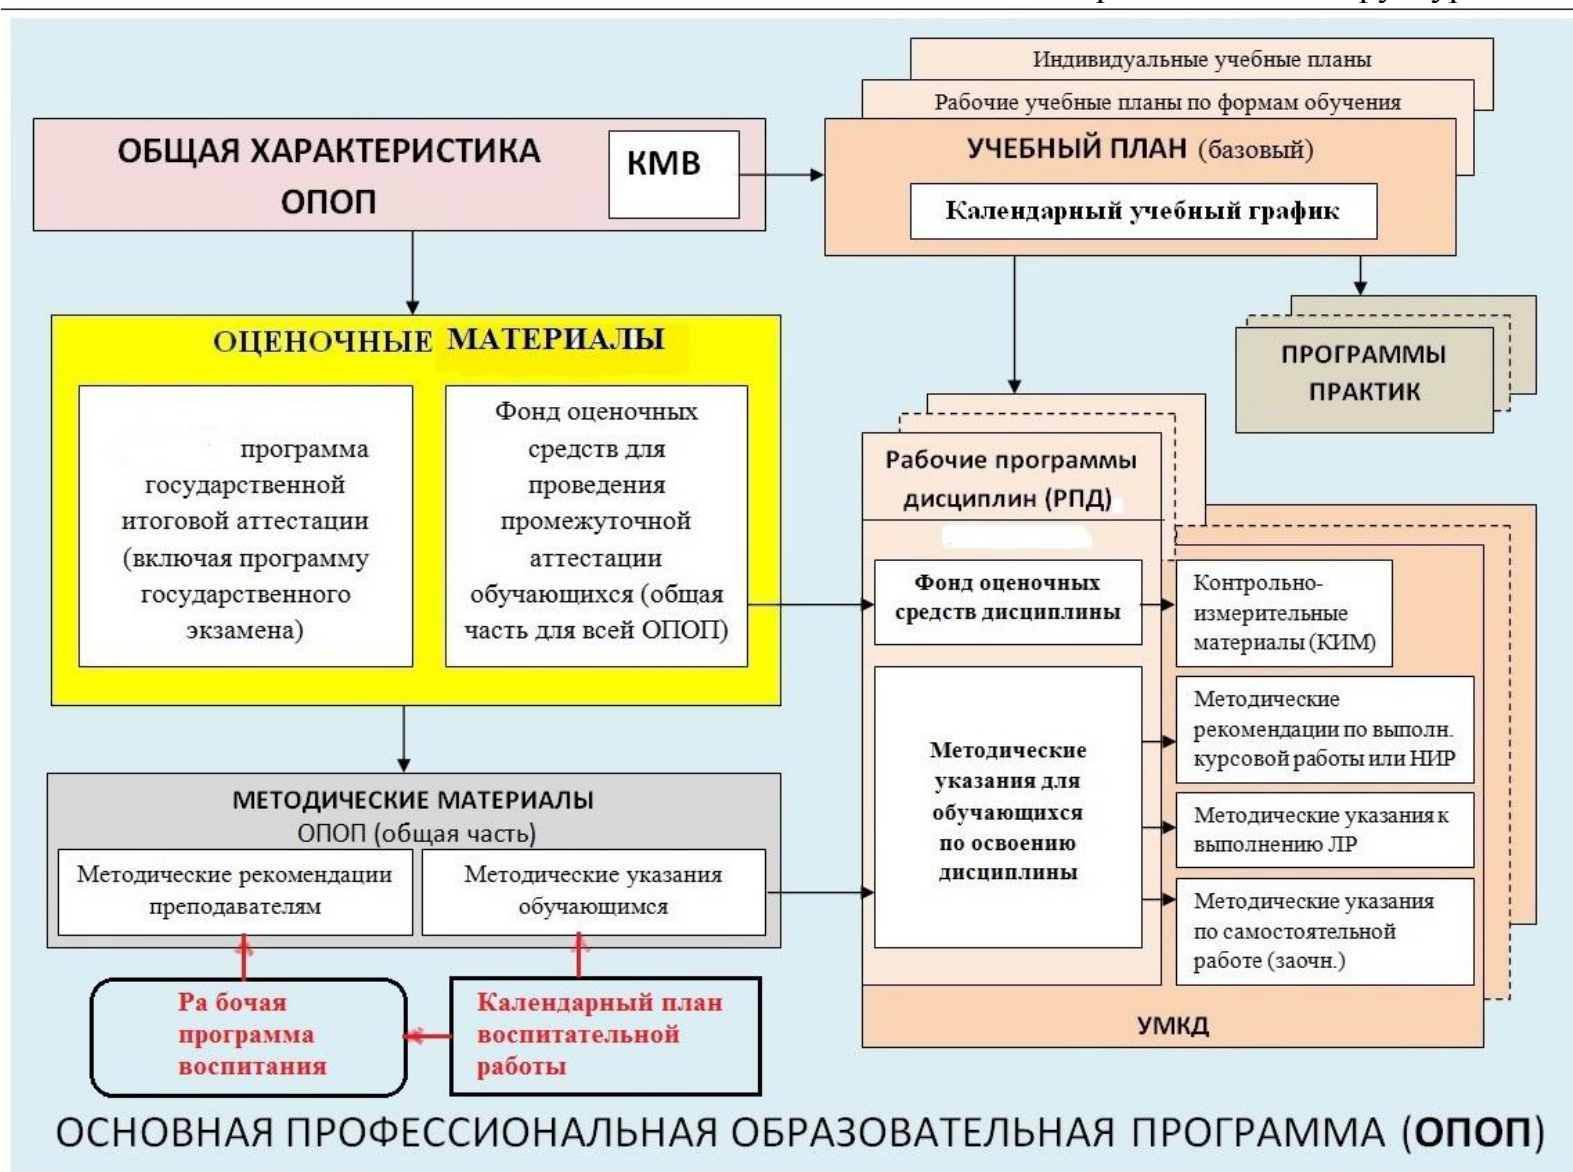 Индивидуальные учебные планы
Рабочие учебные планы по формам обучения
ОБЩАЯ ХАРАКТЕРИСТИКА
ОПОП
КМВ
УЧЕБНЫЙ ПЛАН (базовый)
Календарный учебный график
ОЦЕНОЧНЫЕ МАТЕРИАЛЫ
программа
государственной
итоговой аттестации
(включая программу
государственного
экзамена)
Фонд оценочных
средств для
проведения
промежуточной
аттестации
обучающихся (общая
часть для всей ОПОП)
ПРОГРАММЫ
ПРАКТИК
Рабочие программы
дисциплин (РПД)
Фонд оценочных
средств дисциплины
Контрольно-
измерительные
материалы (КИМ)
Методические
указания для
обучающихся
по освоению
дисциплины
Методические
рекомендации по выполн.
курсовой работы или НИР
Методические указания к
выполнению ЛР
Методические указания
по самостоятельной
работе (заочн.)
УМКД
МЕТОДИЧЕСКИЕ МАТЕРИАЛЫ
ОПОП (общая часть)
Методические рекомендации
преподавателям
Методические указания
обучающимся
Ра бочая
программа
воспитания
Календарный план
воспитательной
работы
ОСНОВНАЯ ПРОФЕССИОНАЛЬНАЯ ОБРАЗОВАТЕЛЬНАЯ ПРОГРАММА (ОПОП)